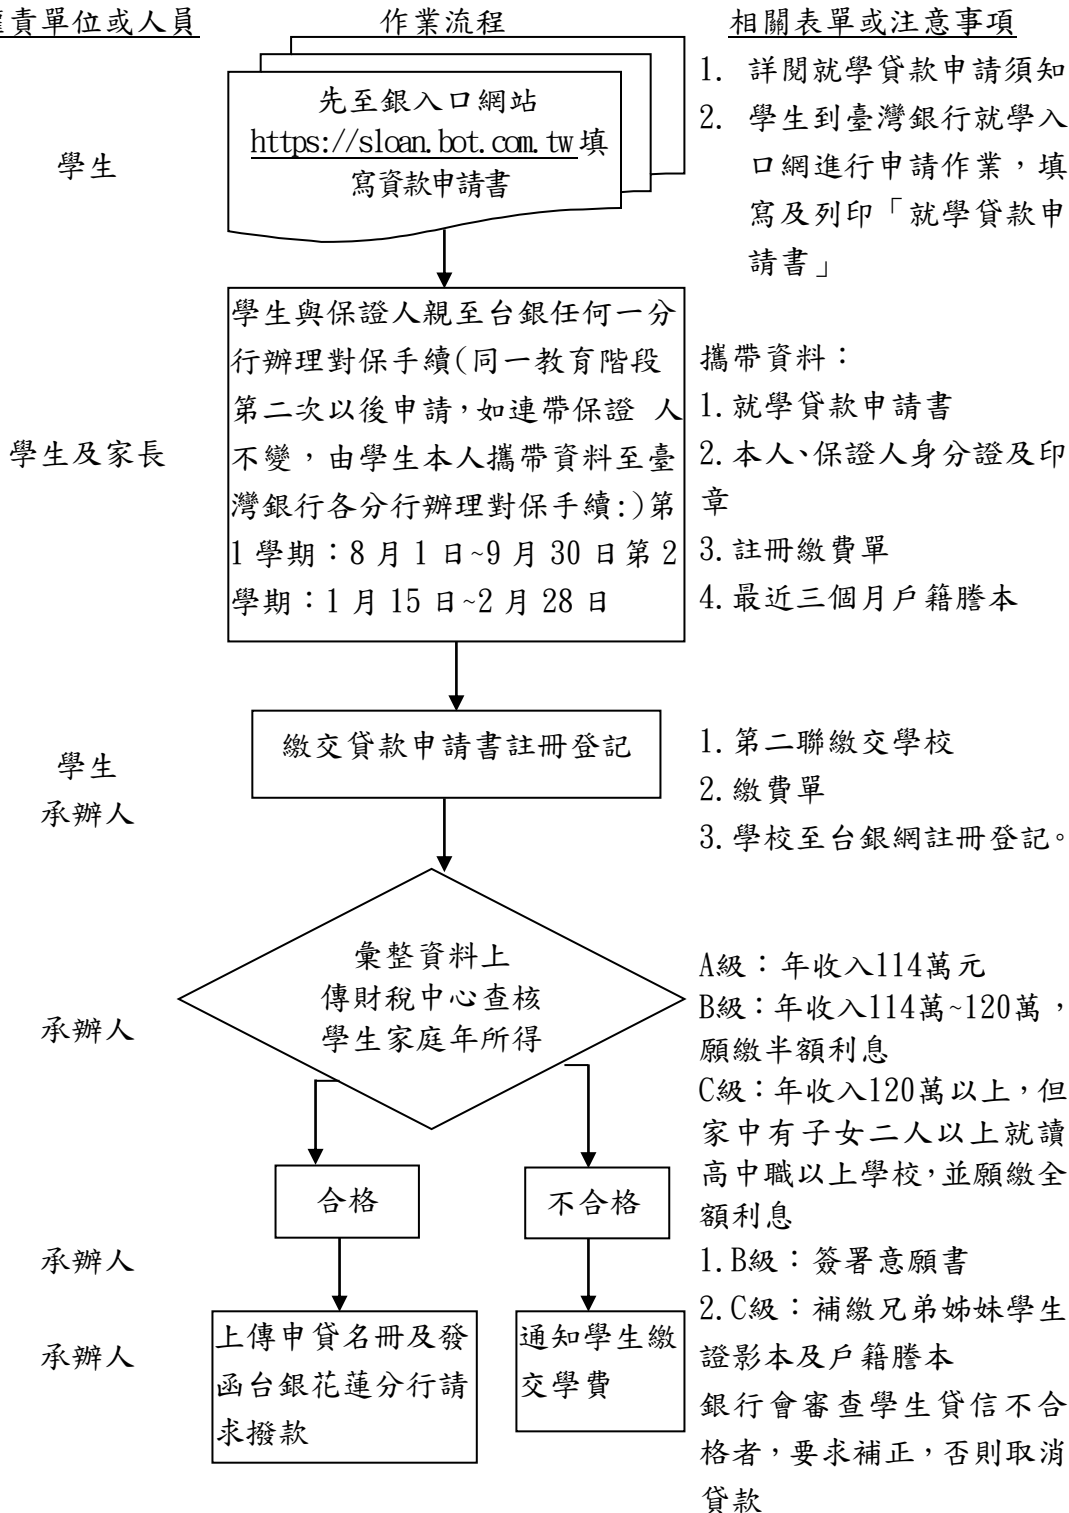 權責單位或人員
作業流程
相關表單或注意事項
學生
先至銀入口網站
https://sloan.bot.com.tw填
寫資款申請書
1. 詳閱就學貸款申請須知
2. 學生到臺灣銀行就學入
口網進行申請作業，填
寫及列印「就學貸款申
請書」
學生及家長
學生與保證人親至台銀任何一分
行辦理對保手續(同一教育階段
第二次以後申請，如連帶保證 人
不變，由學生本人攜帶資料至臺
灣銀行各分行辦理對保手續:)第
1學期：8月1日~9月30日第2
學期：1月15日~2月28日
攜帶資料：
1.就學貸款申請書
2.本人、保證人身分證及印
章
3.註冊繳費單
4.最近三個月戶籍謄本
學生
承辦人
繳交貸款申請書註冊登記
1.第二聯繳交學校
2.繳費單
3.學校至台銀網註冊登記。
承辦人
彙整資料上
傳財稅中心查核
學生家庭年所得
A級：年收入114萬元
B級：年收入114萬~120萬，
願繳半額利息
C級：年收入120萬以上，但
家中有子女二人以上就讀
高中職以上學校，並願繳全
額利息
合格
不合格
承辦人
1.B級：簽署意願書
2.C級：補繳兄弟姊妹學生
證影本及戶籍謄本
承辦人
上傳申貸名冊及發
函台銀花蓮分行請
求撥款
通知學生繳
交學費
銀行會審查學生貸信不合
格者，要求補正，否則取消
貸款